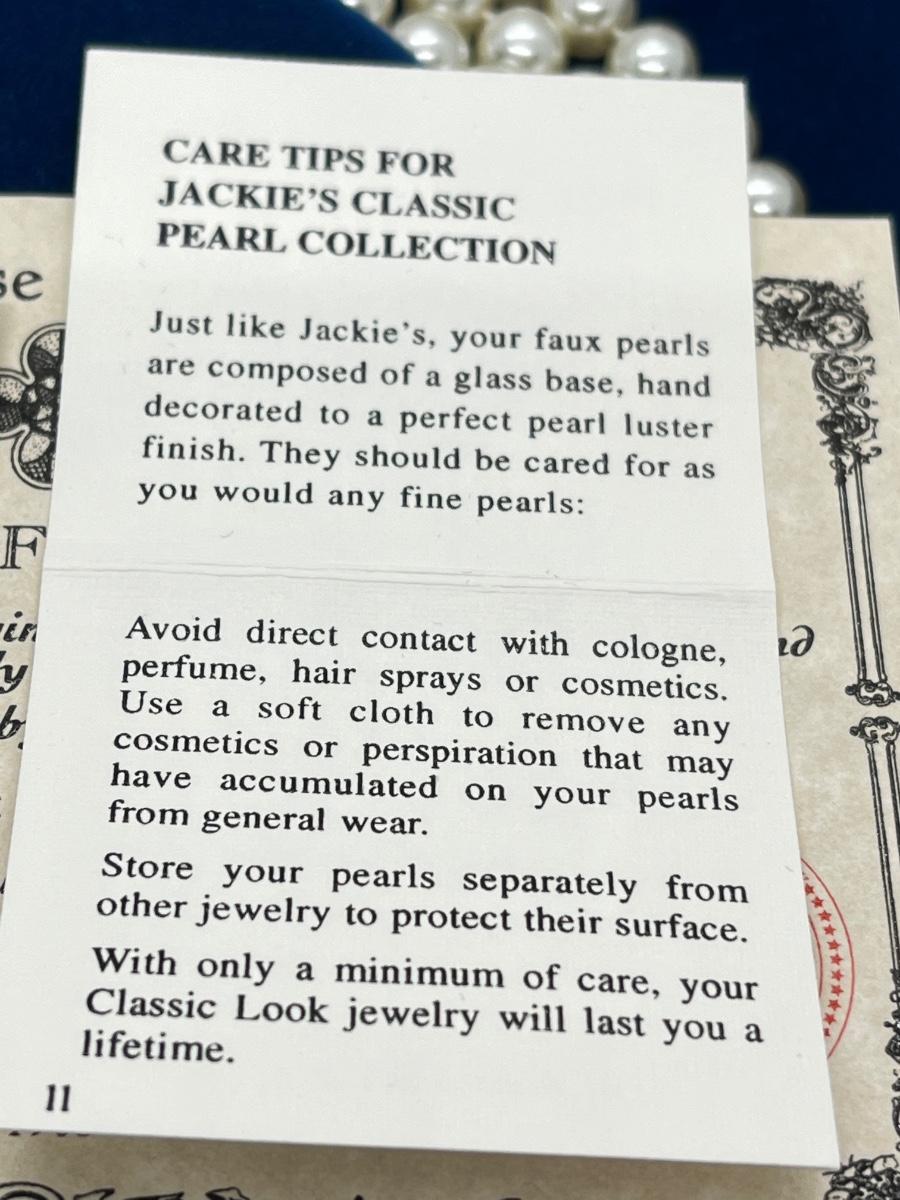 CARE TIPS FOR
JACKIE'S CLASSIC
PEARL COLLECTION
Just like Jackie's, your faux pearls
are composed of a glass base, hand
decorated to a perfect pearl luster
finish. They should be cared for as
you would any fine pearls:
Avoid direct contact with cologne,
perfume, hair sprays or cosmetics.
Use a soft cloth to remove any
cosmetics or perspiration that may
have accumulated on your pearls
from general wear.
Store your pearls separately from
other jewelry to protect their surface.
With only a minimum of care, your
Classic Look jewelry will last you a
lifetime.
11